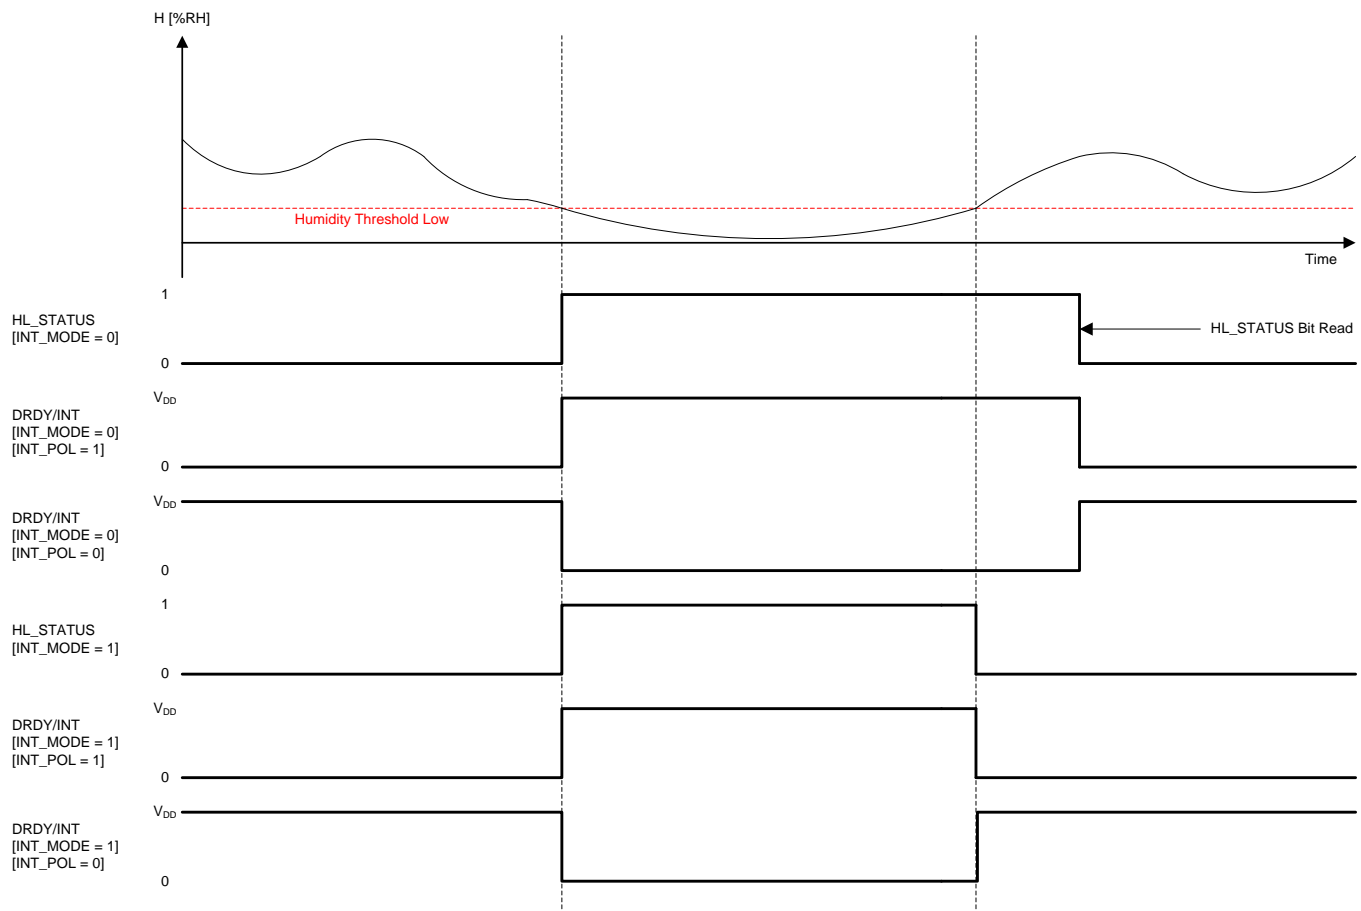 H [%RH]
Humidity Threshold Low
Time
1
HL_STATUS
[INT_MODE = 0]
HL_STATUS Bit Read
0
VDD
DRDY/INT
[INT_MODE = 0]
[INT_POL = 1]
0
VDD
DRDY/INT
[INT_MODE = 0]
[INT_POL = 0]
0
1
HL_STATUS
[INT_MODE = 1]
0
VDD
DRDY/INT
[INT_MODE = 1]
[INT_POL = 1]
0
VDD
DRDY/INT
[INT_MODE = 1]
[INT_POL = 0]
0